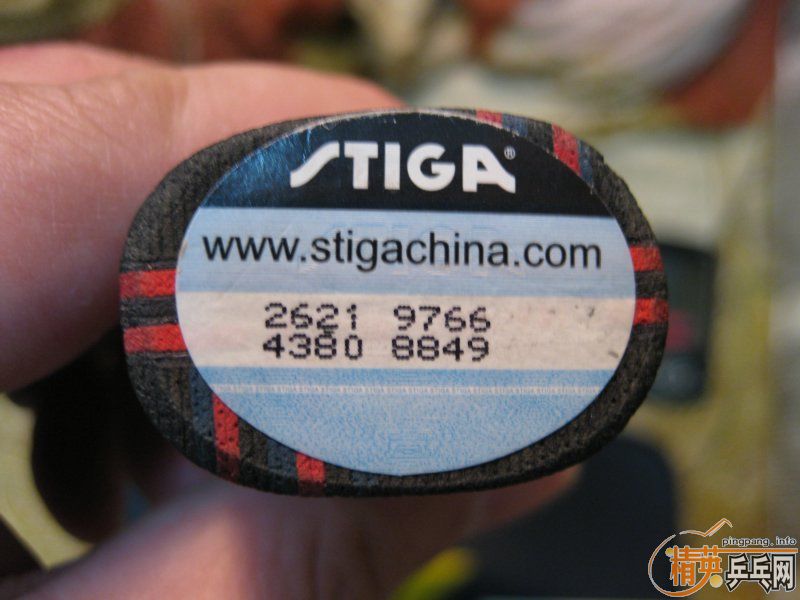 STIGA®
www.stigachina.com
2621 9766
4380 8849
pingpang.info
精英乒乓网